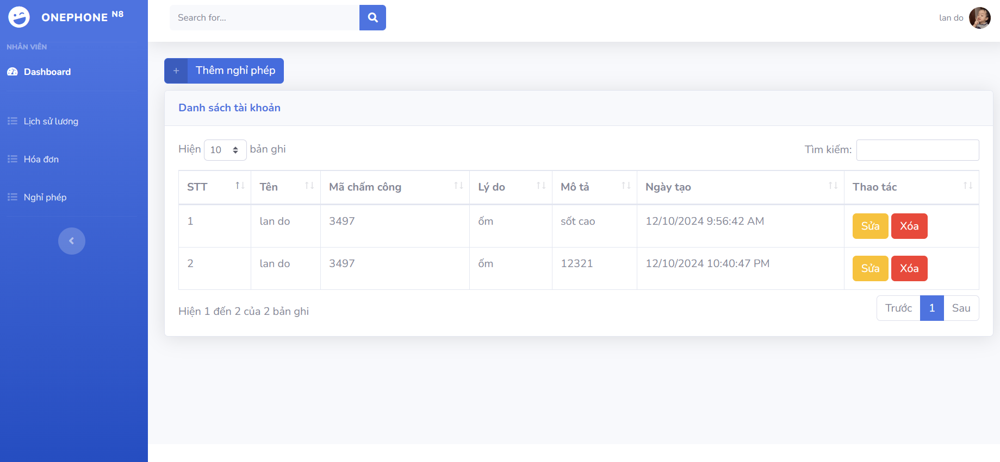 ONEPHONE N8
Search for...
lan do
NHÂN VIÊN
Dashboard
Lịch sử lương
Hóa đơn
Nghỉ phép
+ Thêm nghỉ phép
Danh sách tài khoản
Hiện 10 bản ghi
Tìm kiếm:
STT Tên Mã chấm công Lý do Mô tả Ngày tạo Thao tác
1 lan do 3497 ốm sốt cao 12/10/2024 9:56:42 AM Sửa Xóa
2 lan do 3497 ốm 12321 12/10/2024 10:40:47 PM Sửa Xóa
Hiện 1 đến 2 của 2 bản ghi
Trước 1 Sau